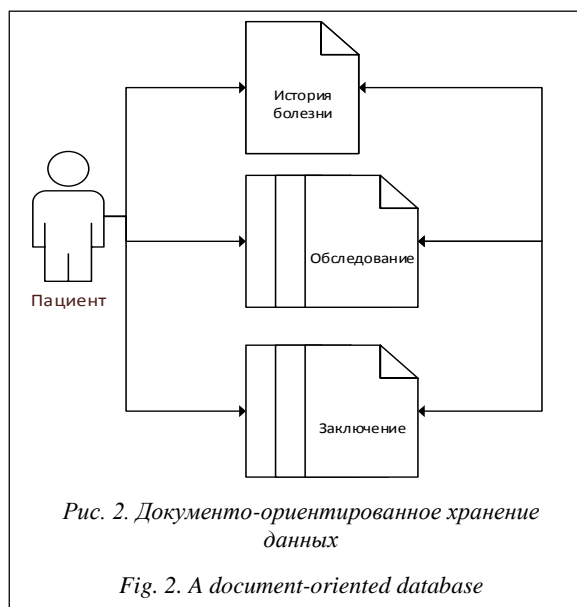 История
болезни
Обследование
Пациент
Заключение
Рис. 2. Документо-ориентированное хранение
данных
Fig. 2. A document-oriented database